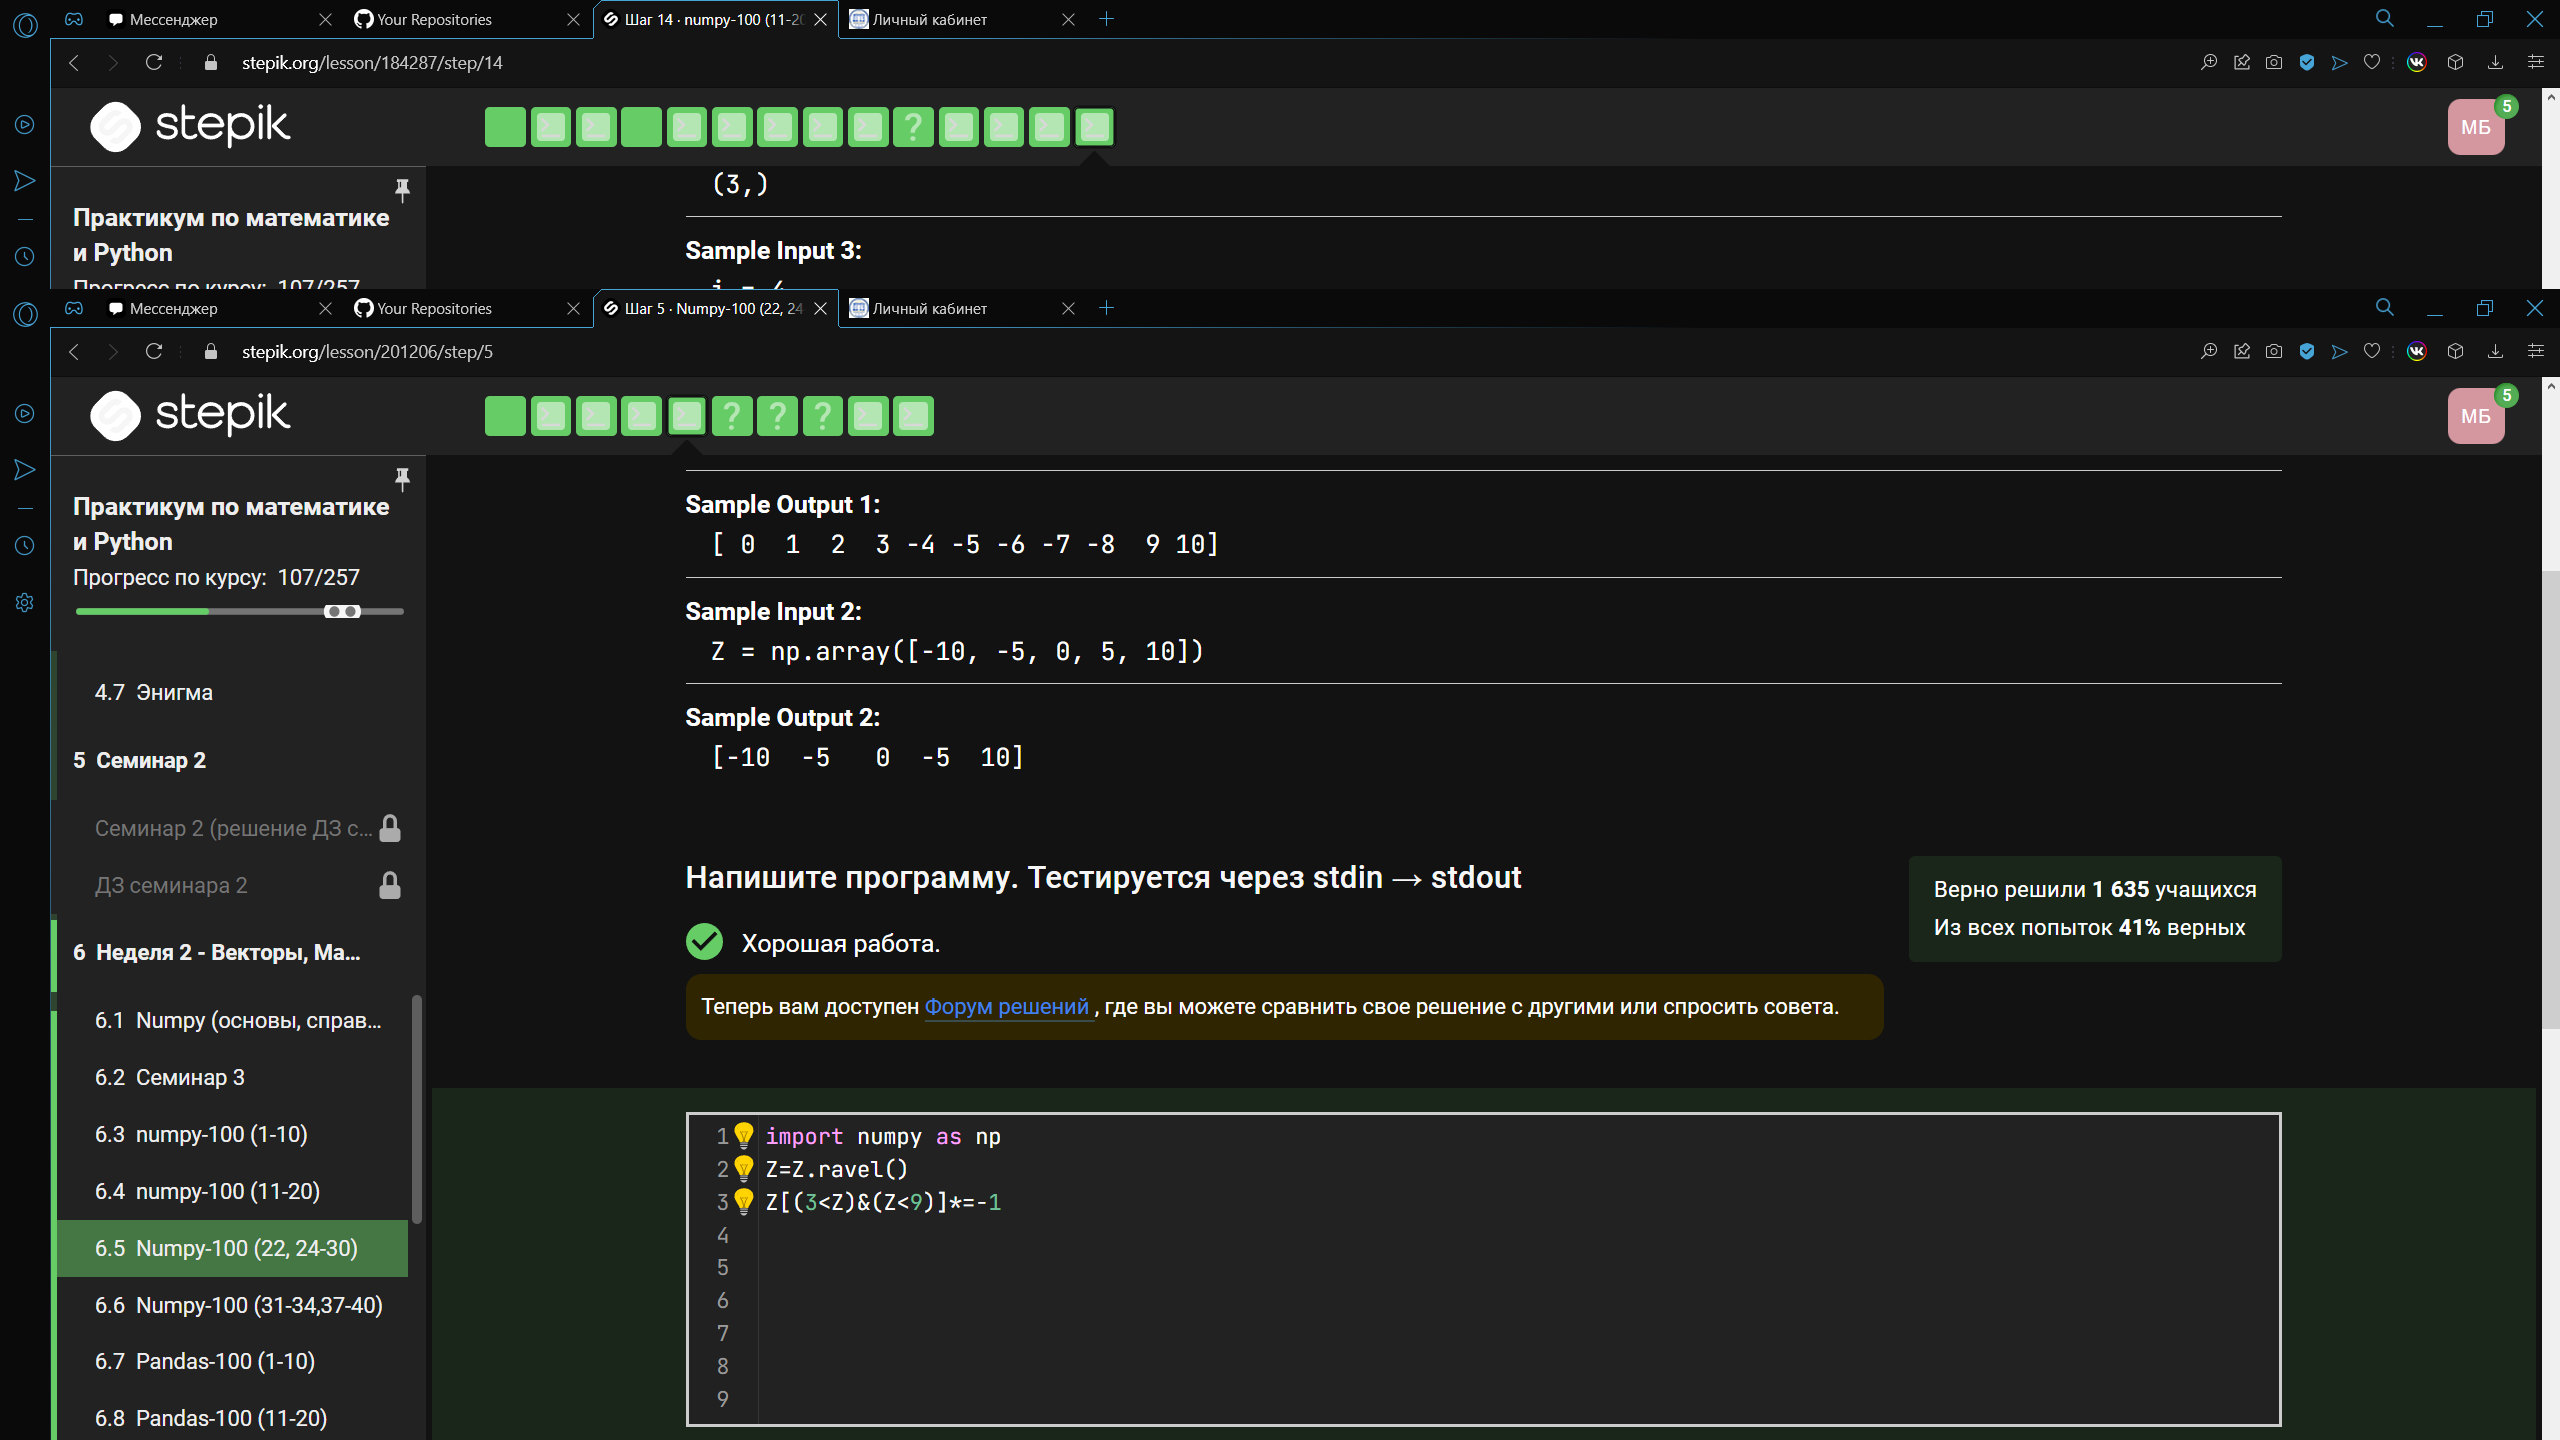 Мессенджер
Your Repositories
Шаг 14 · numpy-100 (11-20
Личный кабинет
stepik.org/lesson/184287/step/14
stepik
?
МБ
5
Практикум по математике
и Python
Прогресс по курсу: 107/257
(3,)
Sample Input 3:
Мессенджер
Your Repositories
Шаг 5 · Numpy-100 (22, 24
Личный кабинет
stepik.org/lesson/201206/step/5
stepik
? ? ?
МБ
5
Практикум по математике
и Python
Прогресс по курсу: 107/257
4.7 Энигма
5 Семинар 2
Семинар 2 (решение ДЗ с...
ДЗ семинара 2
6 Неделя 2 - Векторы, Ма...
6.1 Numpy (основы, справ...
6.2 Семинар 3
6.3 numpy-100 (1-10)
6.4 numpy-100 (11-20)
6.5 Numpy-100 (22, 24-30)
6.6 Numpy-100 (31-34,37-40)
6.7 Pandas-100 (1-10)
6.8 Pandas-100 (11-20)
Sample Output 1:
[ 0 1 2 3 -4 -5 -6 -7 -8 9 10]
Sample Input 2:
Z = np.array([-10, -5, 0, 5, 10])
Sample Output 2:
[-10 -5 0 -5 10]
Напишите программу. Тестируется через stdin → stdout
Верно решили 1 635 учащихся
Из всех попыток 41% верных
Хорошая работа.
Теперь вам доступен Форум решений , где вы можете сравнить свое решение с другими или спросить совета.
1 import numpy as np
2 Z=Z.ravel()
3 Z[(3<Z)&(Z<9)]*=-1
4
5
6
7
8
9